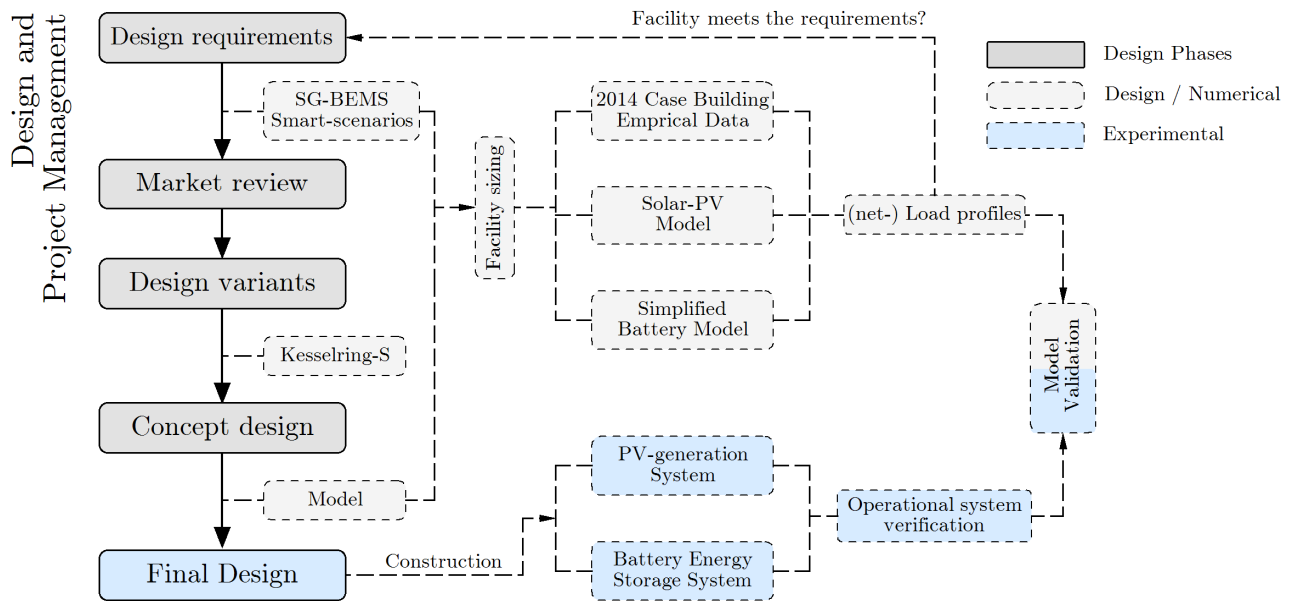 Design and
Project Management
Design requirements
Market review
Design variants
Concept design
Final Design
SG-BEMS
Smart-scenarios
Kesselring-S
Model
Facility sizing
Construction
2014 Case Building
Emprical Data
Solar-PV
Model
Simplified
Battery Model
PV-generation
System
Battery Energy
Storage System
Facility meets the requirements?
(net-) Load profiles
Operational system
verification
Model
Validation
Design Phases
Design / Numerical
Experimental